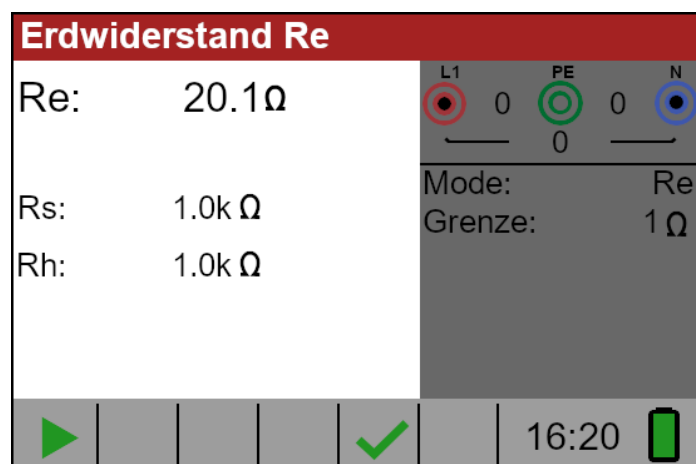 Erdwiderstand Re
Re: 20.1Ω
Rs: 1.0k Ω
Rh: 1.0k Ω
L1 PE N
0 0
0
Mode: Re
Grenze: 1 Ω
16:20